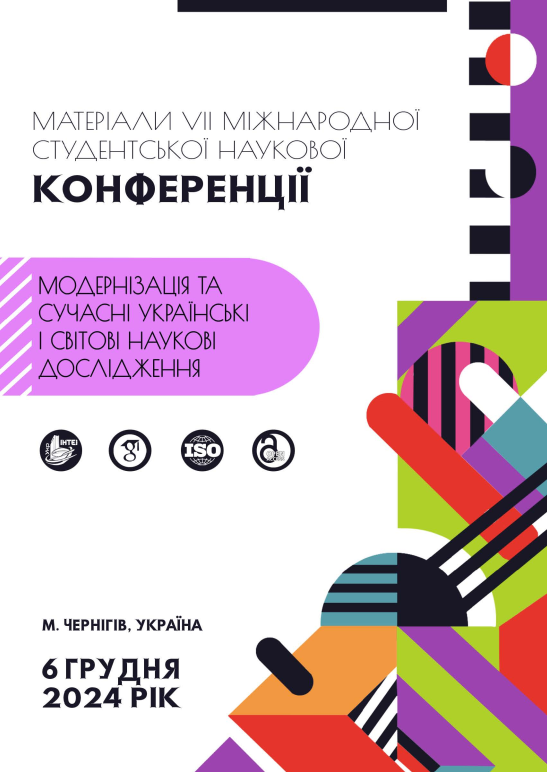 МАТЕРІАЛИ VII МІЖНАРОДНОЇ
СТУДЕНТСЬКОЇ НАУКОВОЇ
КОНФЕРЕНЦІЇ
МОДЕРНІЗАЦІЯ ТА
СУЧАСНІ УКРАЇНСЬКІ
І СВІТОВІ НАУКОВІ
ДОСЛІДЖЕННЯ
ІНТЕІ
ISO
М. ЧЕРНІГІВ, УКРАЇНА
6 ГРУДНЯ
2024 РІК